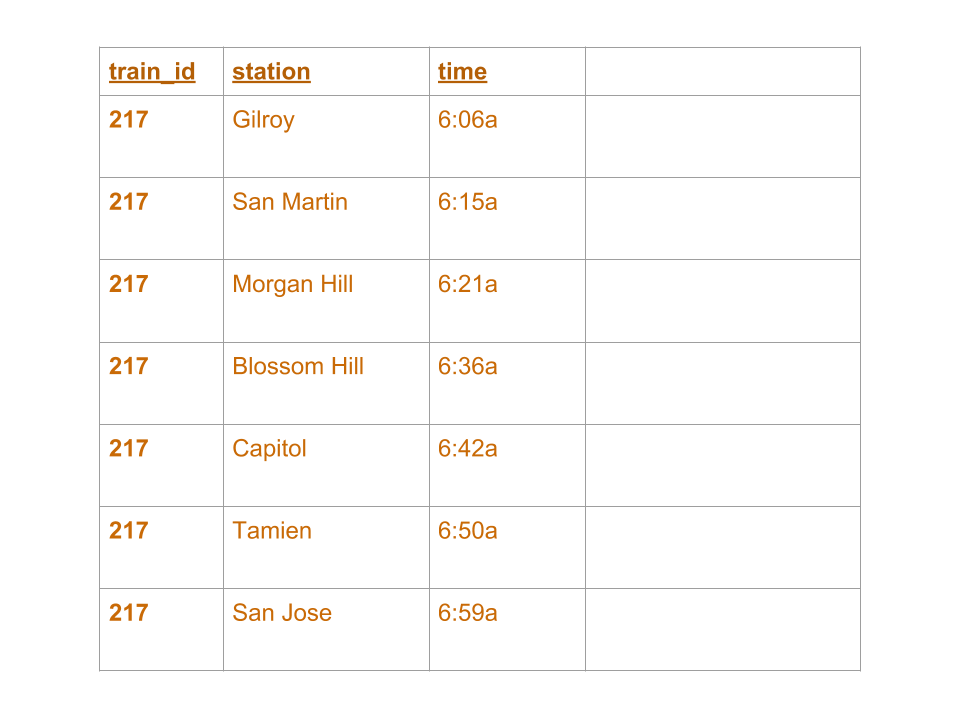 train_id station time
217 Gilroy 6:06a
217 San Martin 6:15a
217 Morgan Hill 6:21a
217 Blossom Hill 6:36a
217 Capitol 6:42a
217 Tamien 6:50a
217 San Jose 6:59a